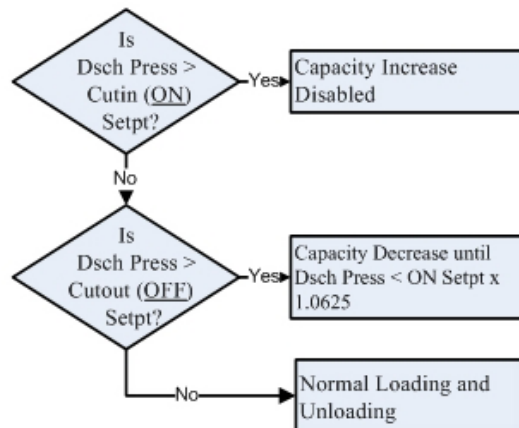 Is
Dsch Press >
Cutin (ON)
Setpt?
Yes
Capacity Increase
Disabled
No
Is
Dsch Press >
Cutout (OFF)
Setpt?
Yes
Capacity Decrease until
Dsch Press < ON Setpt x
1.0625
No
Normal Loading and
Unloading